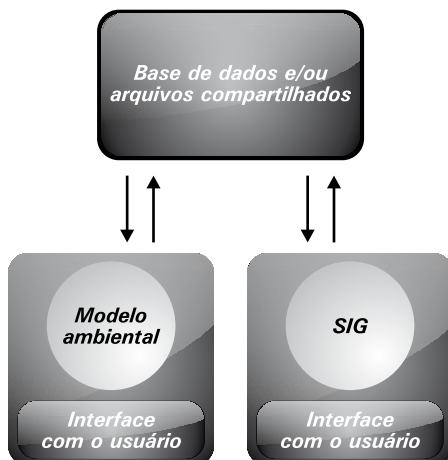 Base de dados e/ou
arquivos compartilhados
Modelo
ambiental
Interface
com o usuário
SIG
Interface
com o usuário